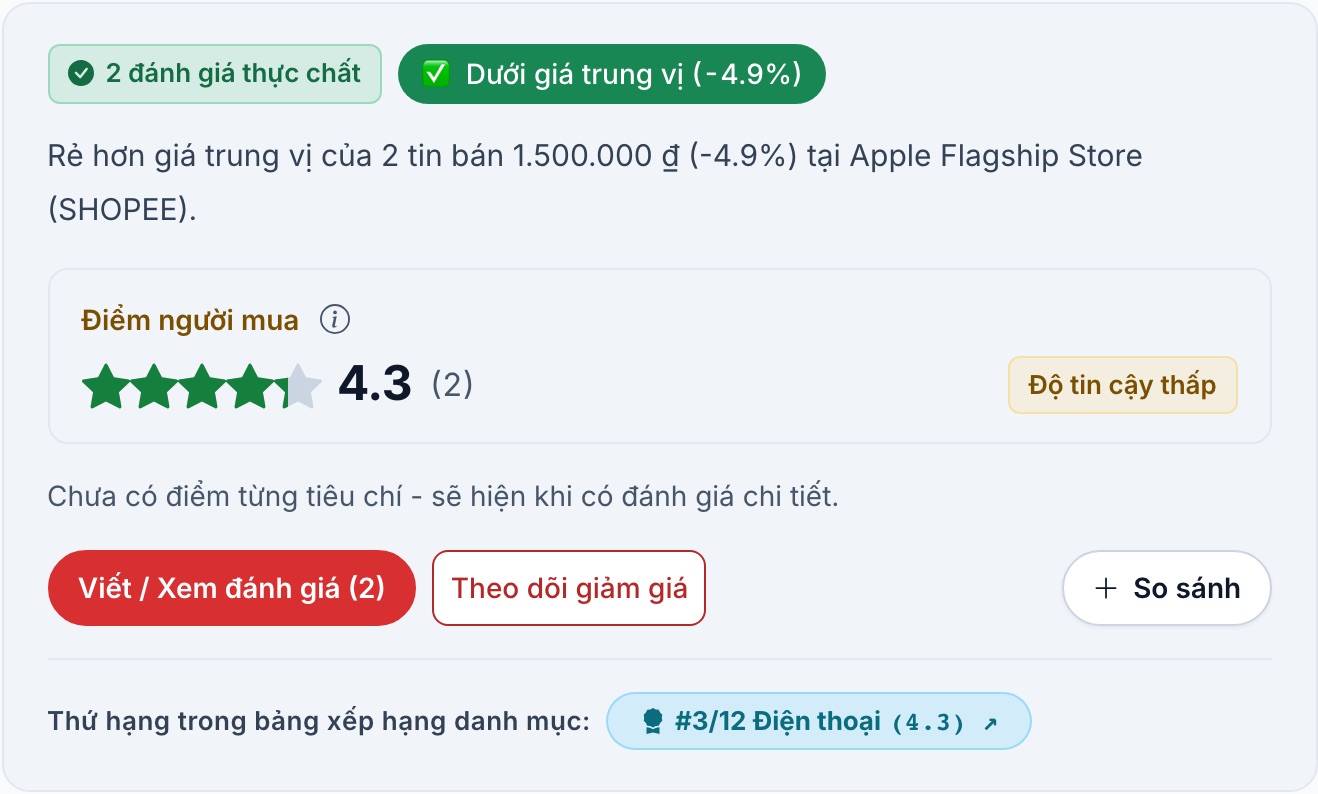 2 đánh giá thực chất
✅ Dưới giá trung vị (-4.9%)
Rẻ hơn giá trung vị của 2 tin bán 1.500.000 ₫ (-4.9%) tại Apple Flagship Store
(SHOPEE).
Điểm người mua
4.3 (2)
Độ tin cậy thấp
Chưa có điểm từng tiêu chí - sẽ hiện khi có đánh giá chi tiết.
Viết / Xem đánh giá (2)
Theo dõi giảm giá
+ So sánh
Thứ hạng trong bảng xếp hạng danh mục:
#3/12 Điện thoại (4.3) ↗